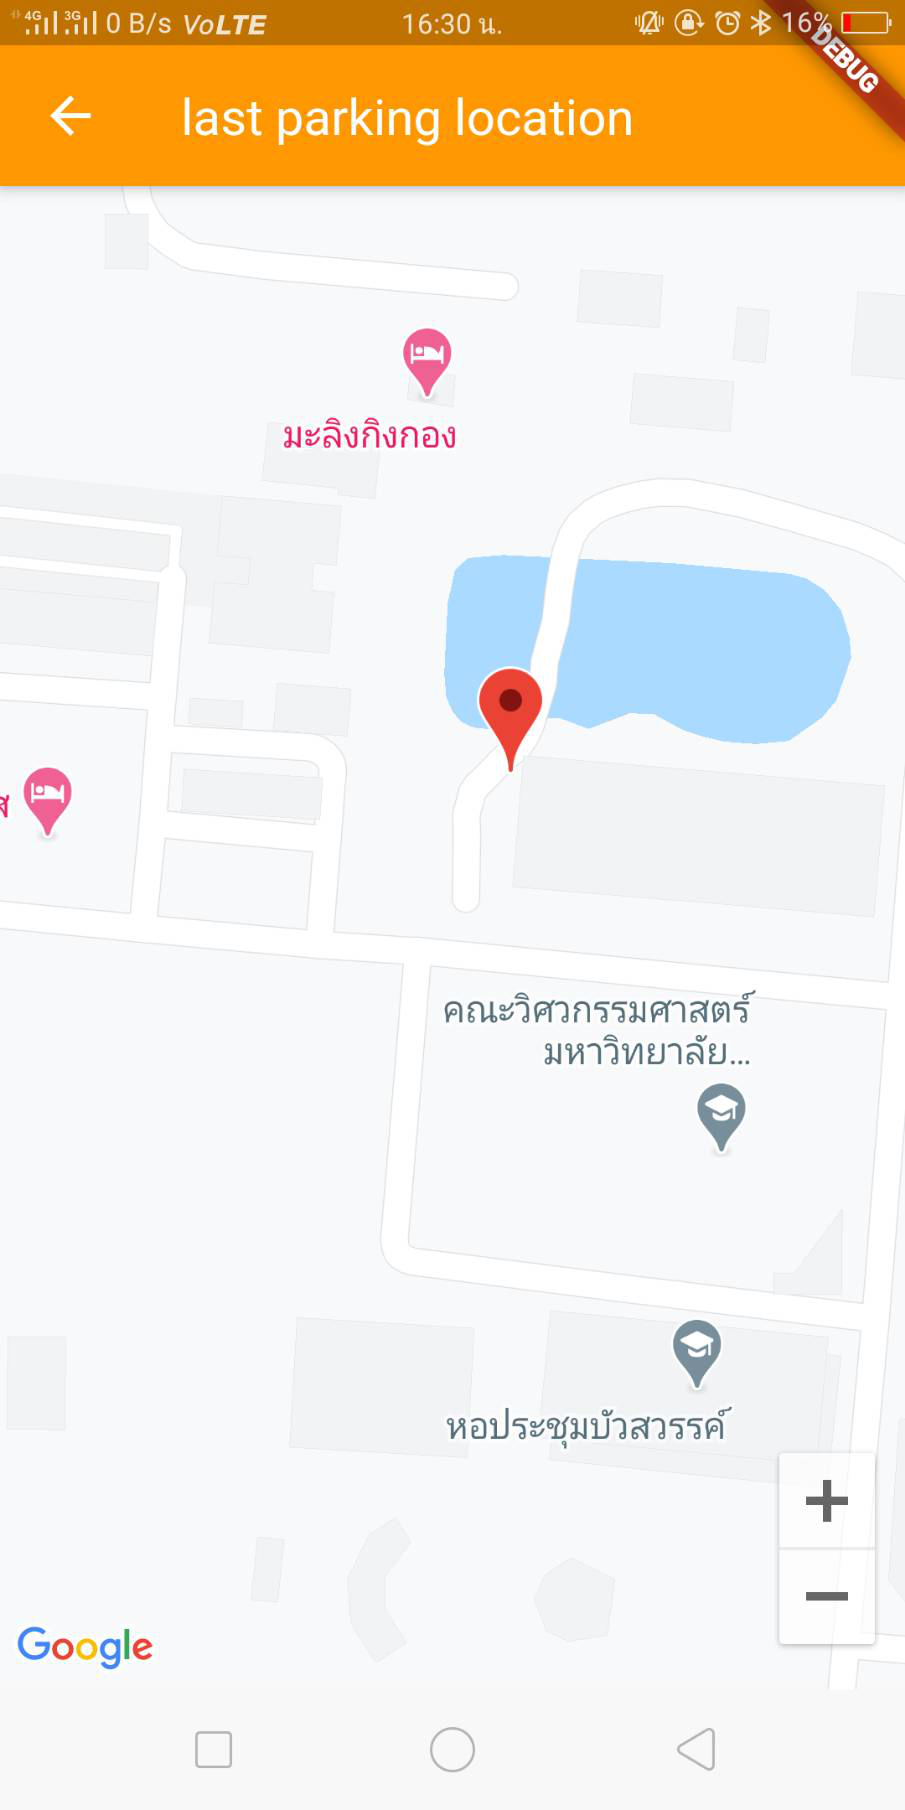 4G 3G 0 B/s VoLTE 16:30 น. 16%
DEBUG
last parking location
มะลิงกิงกอง
ส
คณะวิศวกรรมศาสตร์
มหาวิทยาลัย...
หอประชุมบัวสวรรค์
+
−
Google